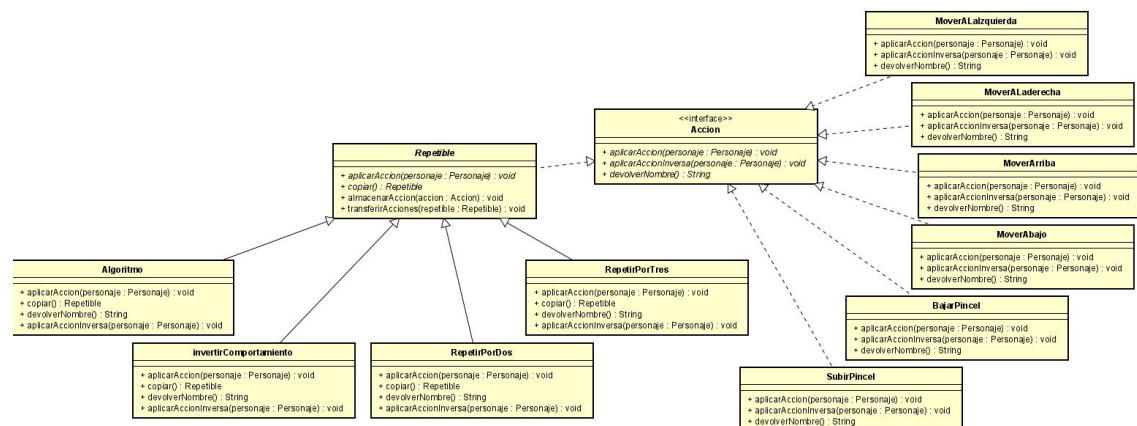 MoverALaIzquierda
+ aplicarAccion(personaje : Personaje) : void
+ aplicarAccionInversa(personaje : Personaje) : void
+ devolverNombre() : String
MoverALaderecha
+ aplicarAccion(personaje : Personaje) : void
+ aplicarAccionInversa(personaje : Personaje) : void
+ devolverNombre() : String
<<interface>>
Accion
+ aplicarAccion(personaje : Personaje) : void
+ aplicarAccionInversa(personaje : Personaje) : void
+ devolverNombre() : String
Repetible
+ aplicarAccion(personaje : Personaje) : void
+ copiar() : Repetible
+ almacenarAccion(accion : Accion) : void
+ transferirAcciones(repetible : Repetible) : void
MoverArriba
+ aplicarAccion(personaje : Personaje) : void
+ aplicarAccionInversa(personaje : Personaje) : void
+ devolverNombre() : String
MoverAbajo
+ aplicarAccion(personaje : Personaje) : void
+ aplicarAccionInversa(personaje : Personaje) : void
+ devolverNombre() : String
Algoritmo
+ aplicarAccion(personaje : Personaje) : void
+ copiar() : Repetible
+ devolverNombre() : String
+ aplicarAccionInversa(personaje : Personaje) : void
RepetirPorTres
+ aplicarAccion(personaje : Personaje) : void
+ copiar() : Repetible
+ devolverNombre() : String
+ aplicarAccionInversa(personaje : Personaje) : void
BajarPincel
+ aplicarAccion(personaje : Personaje) : void
+ aplicarAccionInversa(personaje : Personaje) : void
+ devolverNombre() : String
invertirComportamiento
+ aplicarAccion(personaje : Personaje) : void
+ copiar() : Repetible
+ devolverNombre() : String
+ aplicarAccionInversa(personaje : Personaje) : void
RepetirPorDos
+ aplicarAccion(personaje : Personaje) : void
+ copiar() : Repetible
+ devolverNombre() : String
+ aplicarAccionInversa(personaje : Personaje) : void
SubirPincel
+ aplicarAccion(personaje : Personaje) : void
+ aplicarAccionInversa(personaje : Personaje) : void
+ devolverNombre() : String